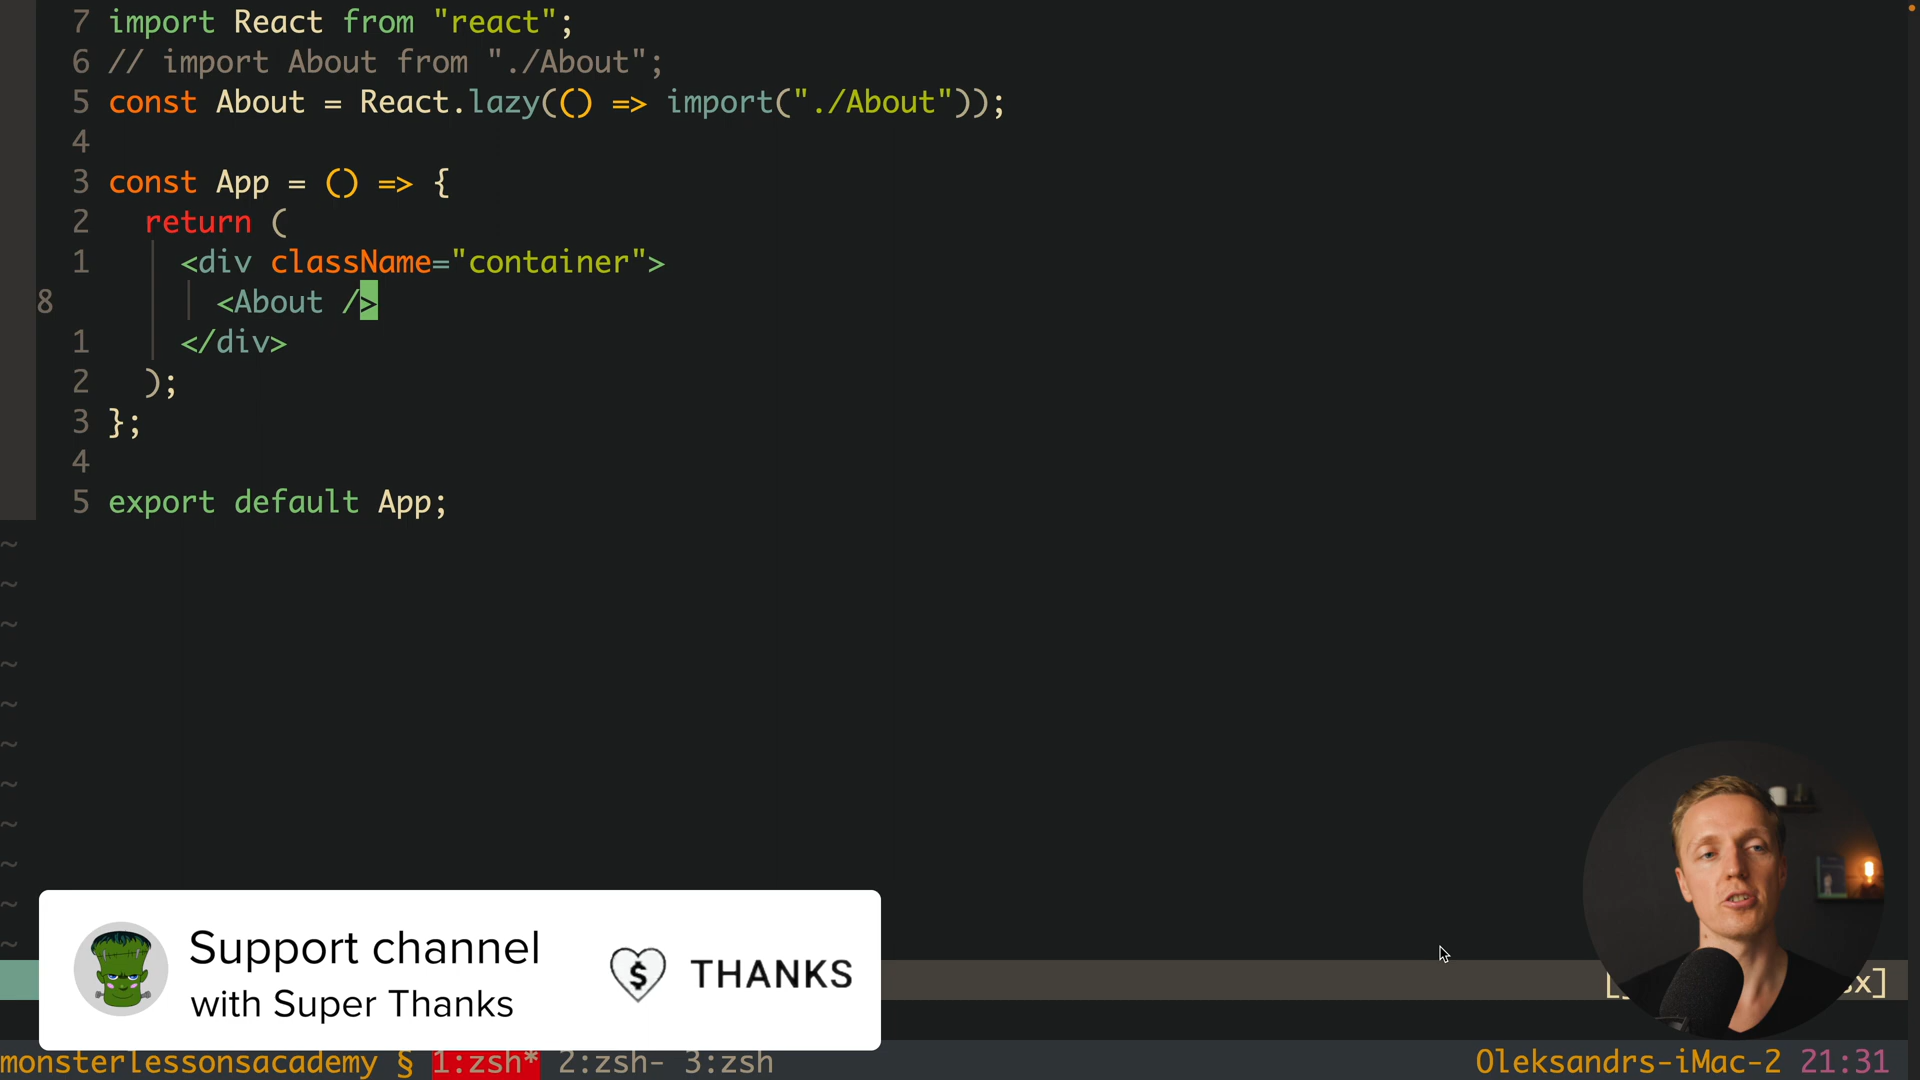 7 import React from "react";
6 // import About from "./About";
5 const About = React.lazy(() => import("./About"));
4
3 const App = () => {
2 return (
1 <div className="container">
8 <About />
1 </div>
2 );
3 };
4
5 export default App;
~
~
~
~
~
~
~
~
~
~
~
Support channel
with Super Thanks
$ THANKS
x]
monsterlessonsacademy § 1:zsh* 2:zsh- 3:zsh
Oleksandrs-iMac-2 21:31